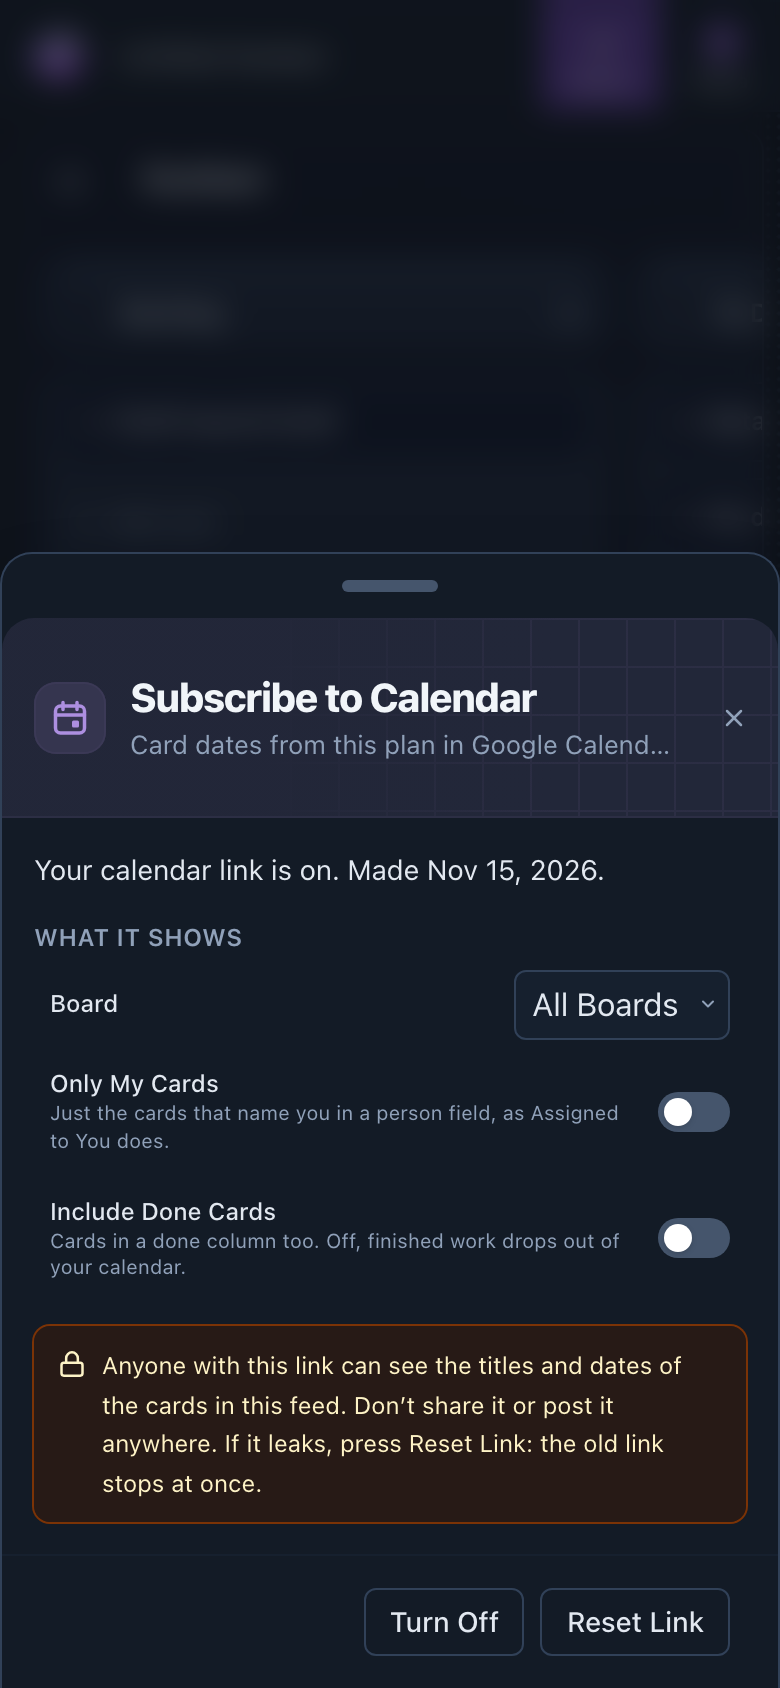 Subscribe to Calendar
Card dates from this plan in Google Calend...
Your calendar link is on. Made Nov 15, 2026.
WHAT IT SHOWS
Board
All Boards
Only My Cards
Just the cards that name you in a person field, as Assigned
to You does.
Include Done Cards
Cards in a done column too. Off, finished work drops out of
your calendar.
Anyone with this link can see the titles and dates of
the cards in this feed. Don’t share it or post it
anywhere. If it leaks, press Reset Link: the old link
stops at once.
Turn Off
Reset Link